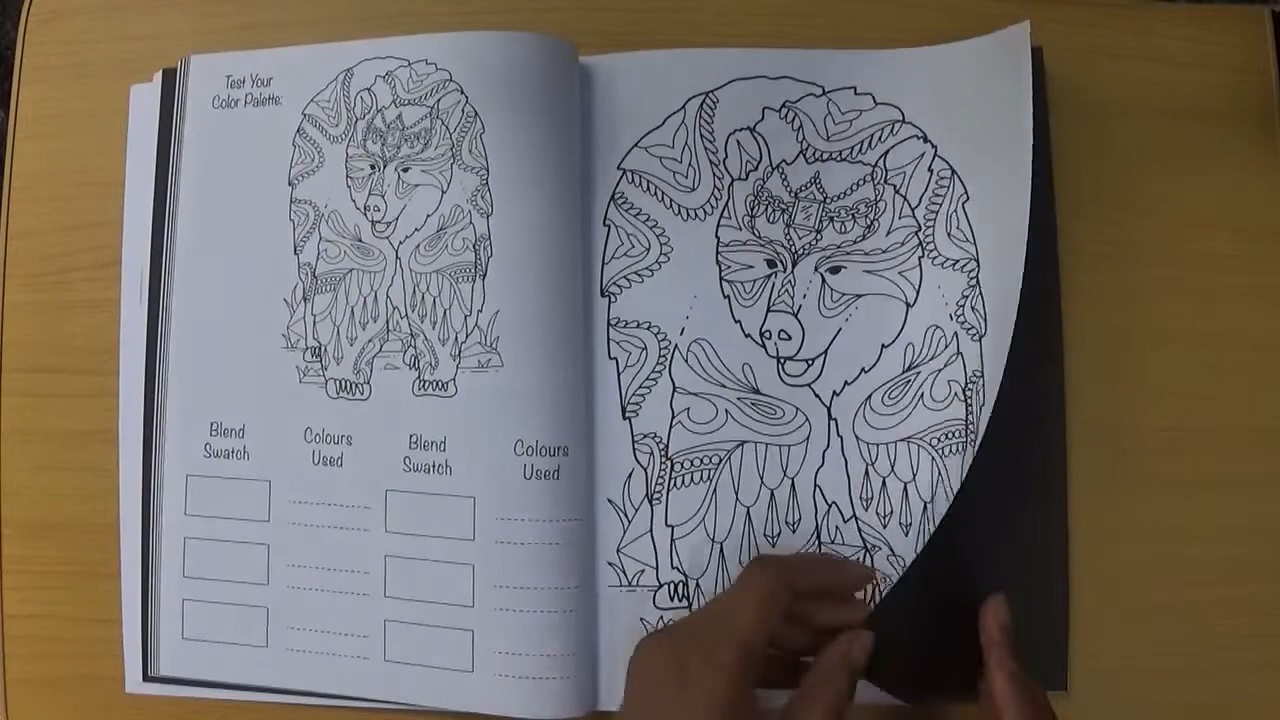 Test Your
Color Palette:
Blend
Swatch
Colours
Used
Blend
Swatch
Colours
Used